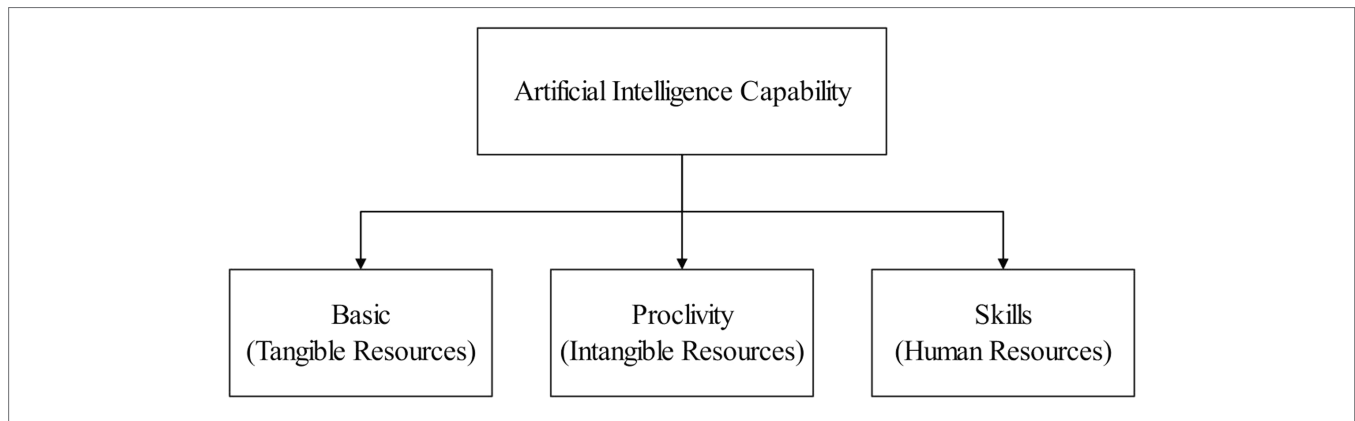 Artificial Intelligence Capability
Basic
(Tangible Resources)
Proclivity
(Intangible Resources)
Skills
(Human Resources)